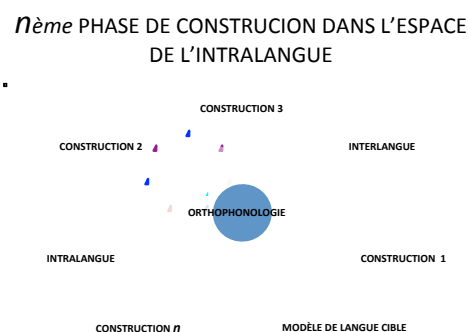 nème PHASE DE CONSTRUCION DANS L'ESPACE
DE L'INTRALANGUE
CONSTRUCTION 3
CONSTRUCTION 2
INTERLANGUE
ORTHOPHONOLOGIE
INTRALANGUE
CONSTRUCTION 1
CONSTRUCTION n
MODÈLE DE LANGUE CIBLE